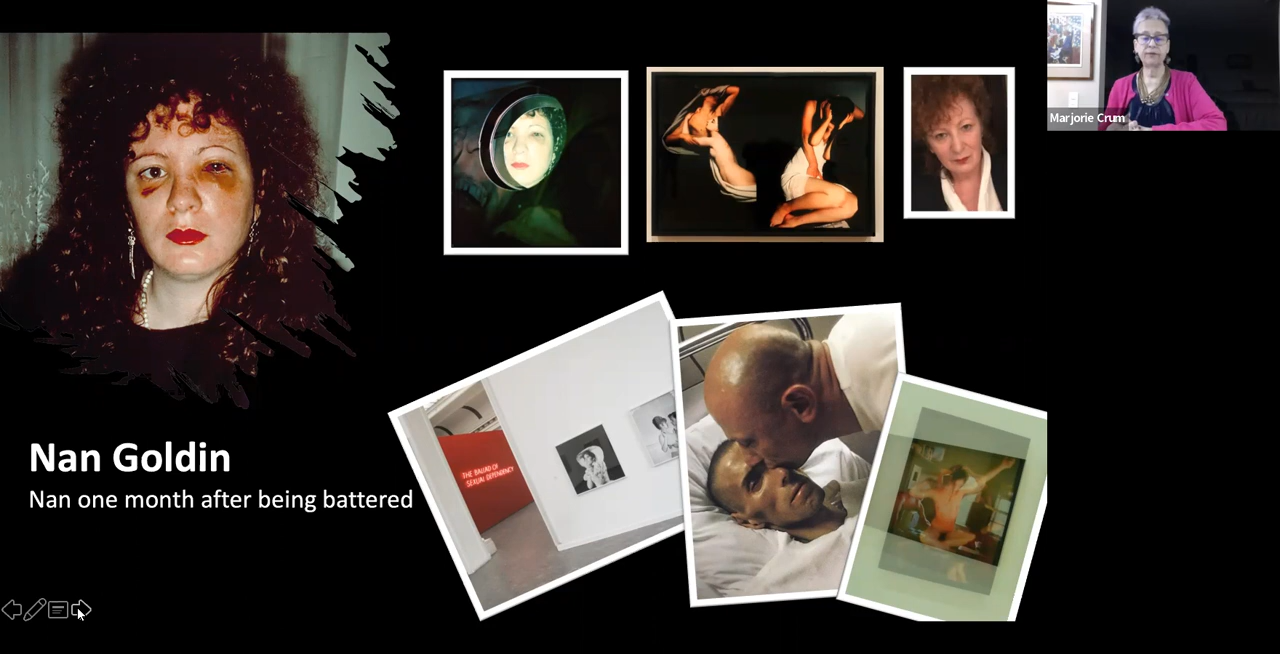 Marjorie Crum
THE BALLAD OF
SEXUAL DEPENDENCY
Nan Goldin
Nan one month after being battered